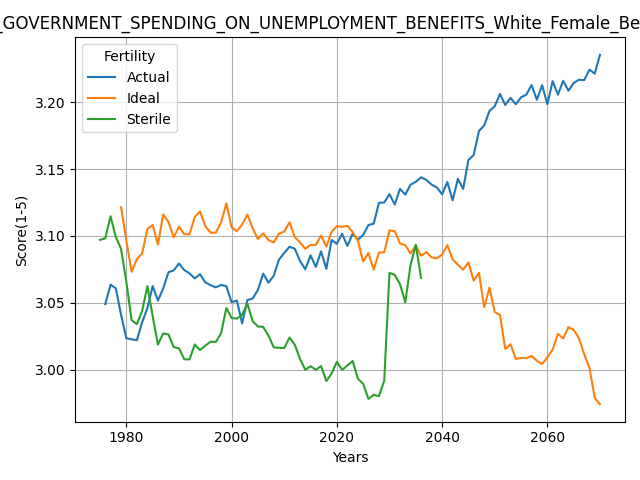 _GOVERNMENT_SPENDING_ON_UNEMPLOYMENT_BENEFITS_White_Female_Be
Fertility
Actual
Ideal
Sterile
Score(1-5)
3.20
3.15
3.10
3.05
3.00
1980 2000 2020 2040 2060
Years